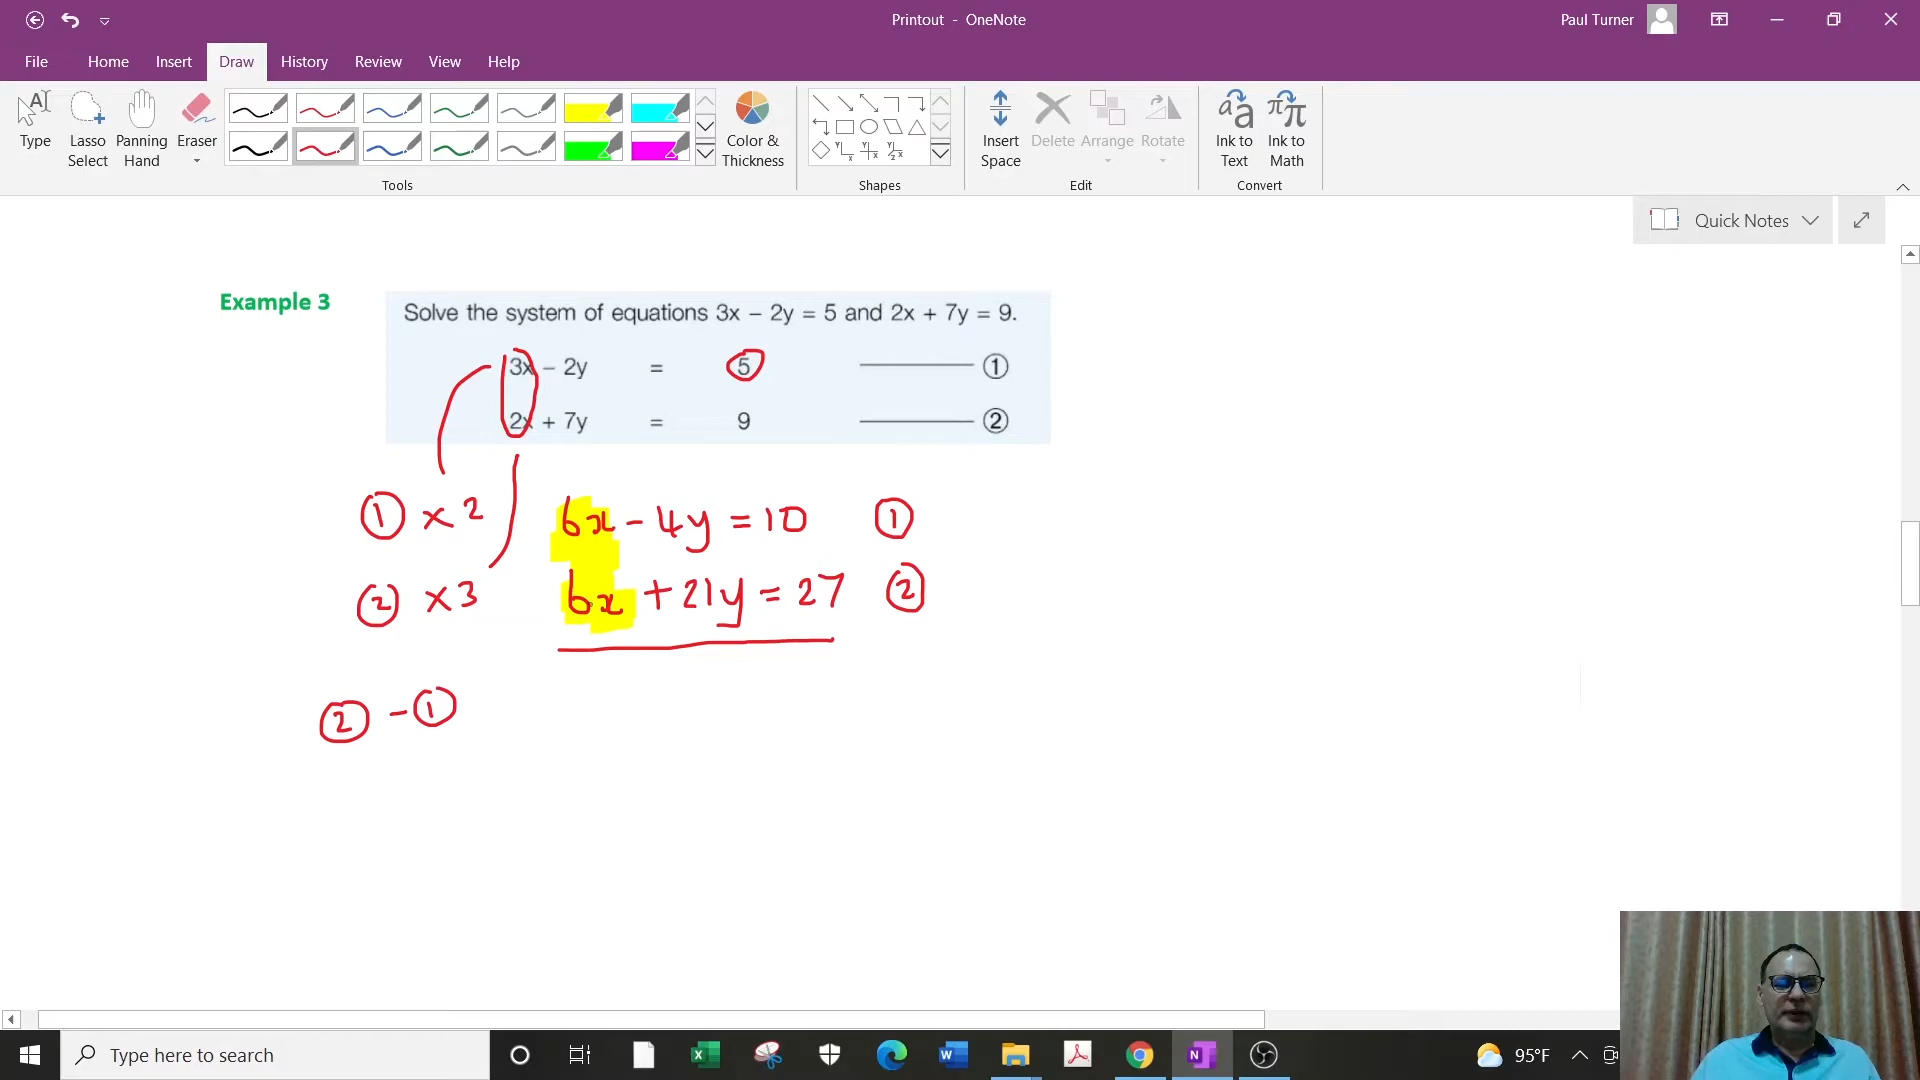 Printout - OneNote
Paul Turner
File Home Insert Draw History Review View Help
Type
Lasso Select
Panning Hand
Eraser
Color & Thickness
Insert Space
Delete
Arrange
Rotate
Ink to Text
Ink to Math
Tools
Shapes
Edit
Convert
Quick Notes
Example 3
Solve the system of equations 3x − 2y = 5 and 2x + 7y = 9.
3x − 2y = 5 ①
2x + 7y = 9 ②
① × 2 6x - 4y = 10 ①
② × 3 6x + 21y = 27 ②
② - ①
Type here to search
95°F